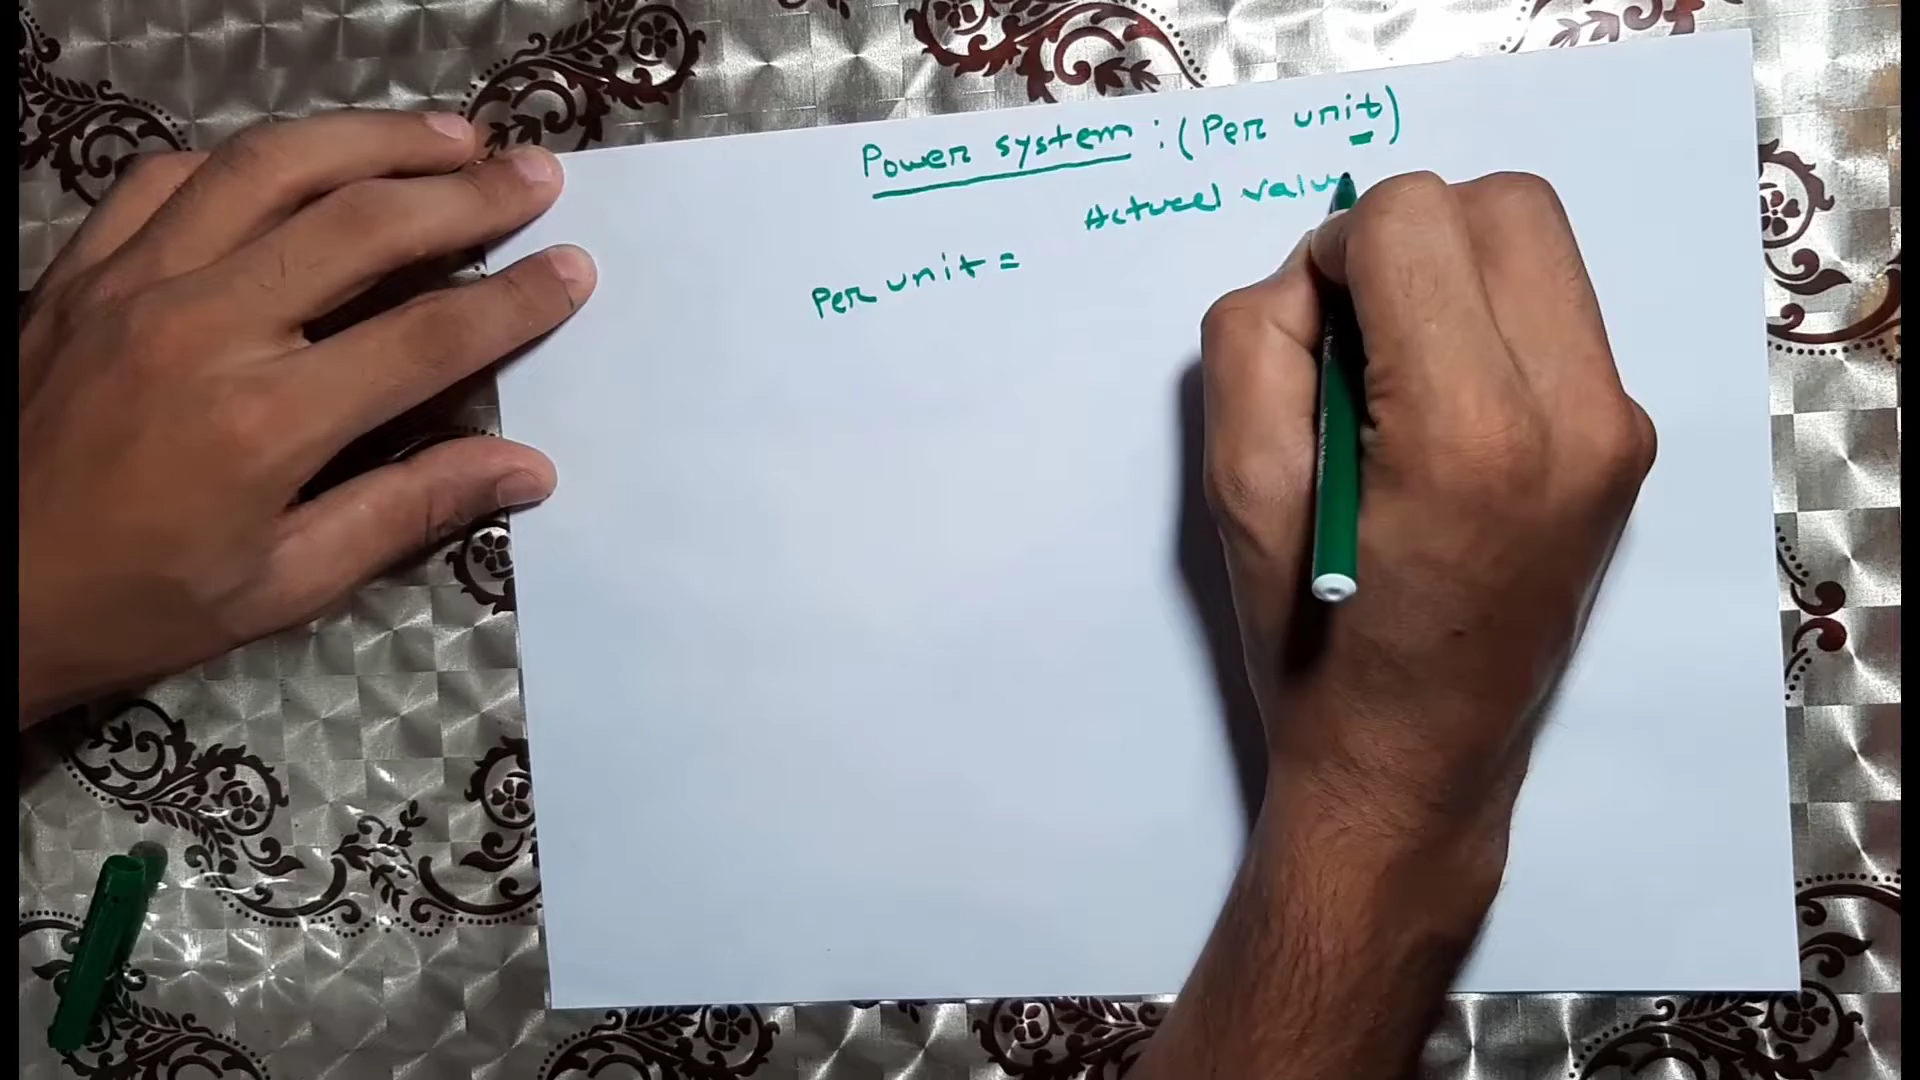 Power system : (Per unit)
Actual valu
Per unit =